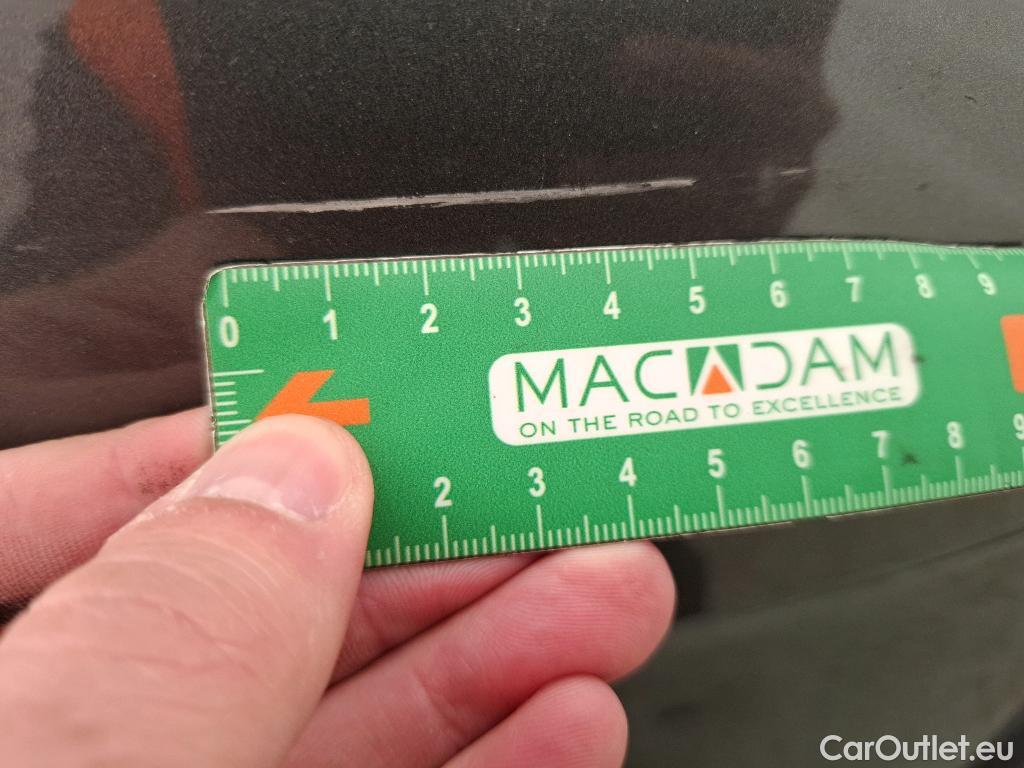 0 1 2 3 4 5 6 7 8 9
MACADAM
ON THE ROAD TO EXCELLENCE
2 3 4 5 6 7 8 9
CarOutlet.eu